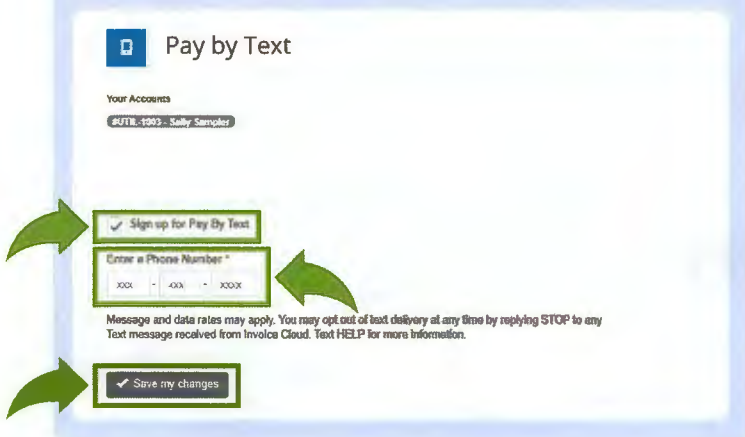 Pay by Text
Your Accounts
#UTIL-1003 - Sally Samples
Sign up for Pay By Text
Enter a Phone Number *
xxx - xxx - xxxx
Message and data rates may apply. You may opt out of text delivery at any time by replying STOP to any
Text message received from Invoice Cloud. Text HELP for more information.
Save my changes